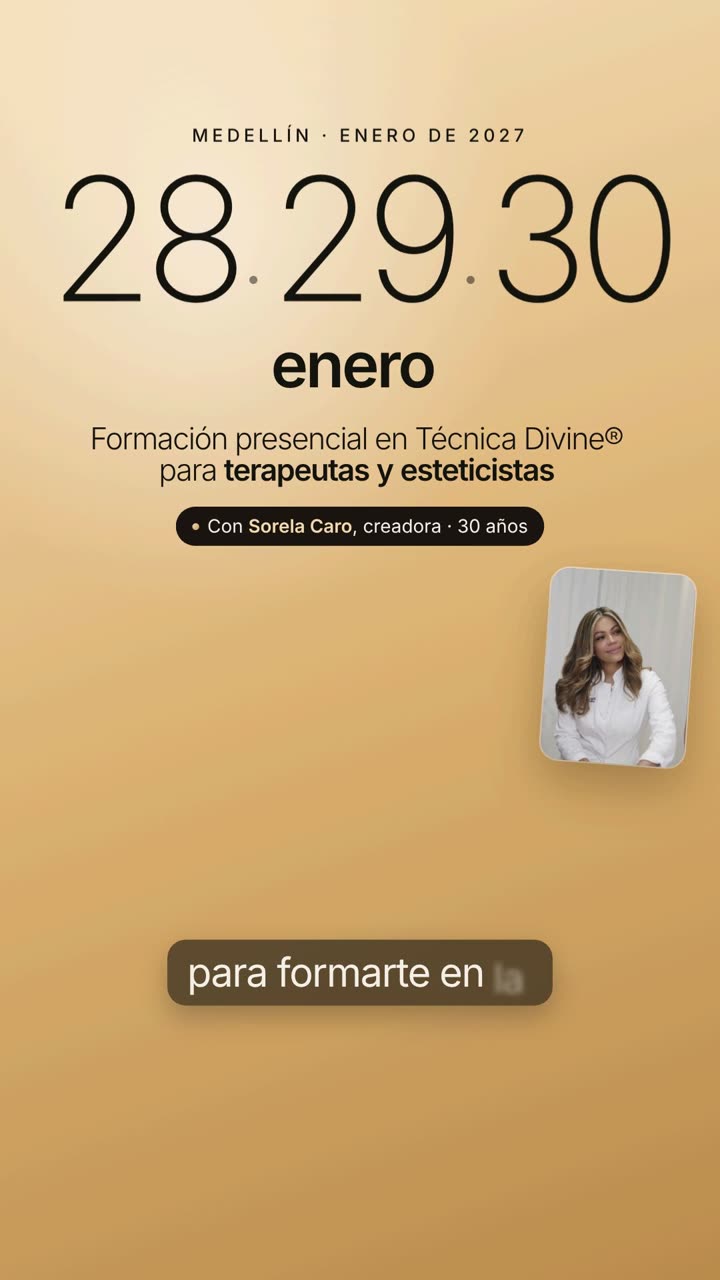 MEDELLÍN · ENERO DE 2027
28.29.30
enero
Formación presencial en Técnica Divine®
para terapeutas y esteticistas
Con Sorela Caro, creadora · 30 años
para formarte en la